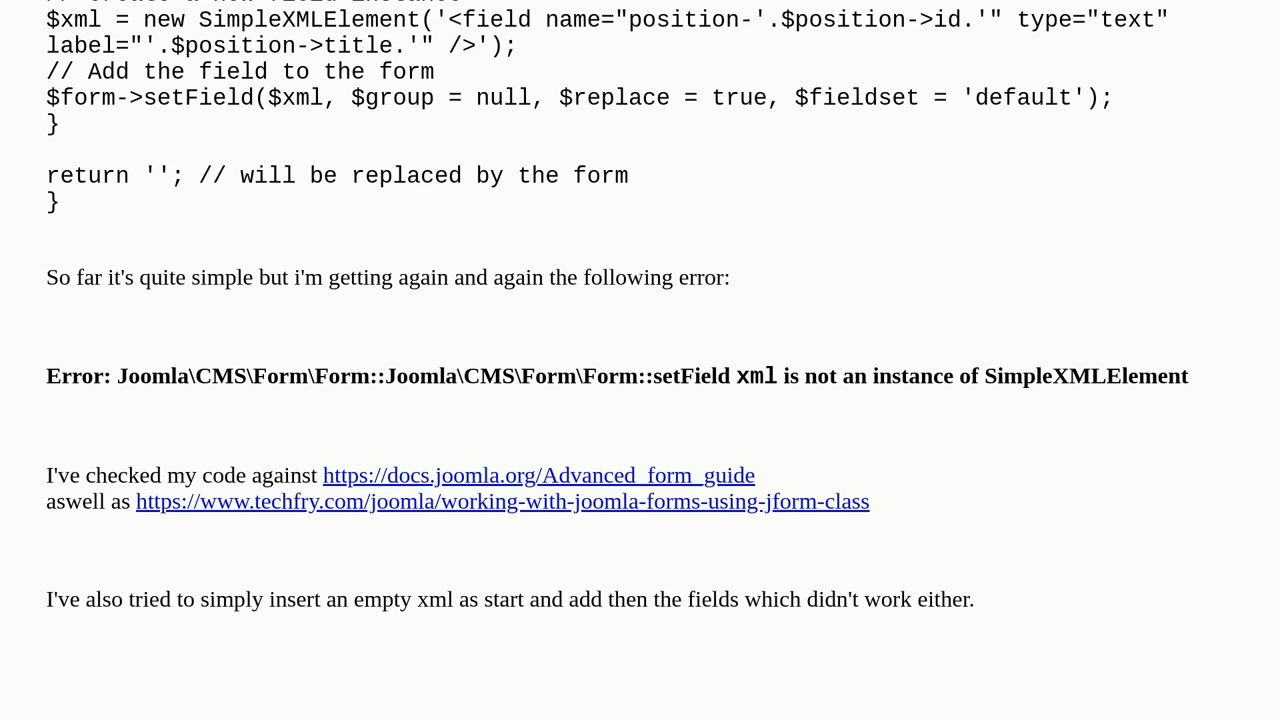 $xml = new SimpleXMLElement('<field name="position-'.$position->id.'" type="text"
label="'.$position->title.'" />');
// Add the field to the form
$form->setField($xml, $group = null, $replace = true, $fieldset = 'default');
}
return ''; // will be replaced by the form
}
So far it's quite simple but i'm getting again and again the following error:
Error: Joomla\CMS\Form\Form::Joomla\CMS\Form\Form::setField xml is not an instance of SimpleXMLElement
I've checked my code against https://docs.joomla.org/Advanced_form_guide
aswell as https://www.techfry.com/joomla/working-with-joomla-forms-using-jform-class
I've also tried to simply insert an empty xml as start and add then the fields which didn't work either.